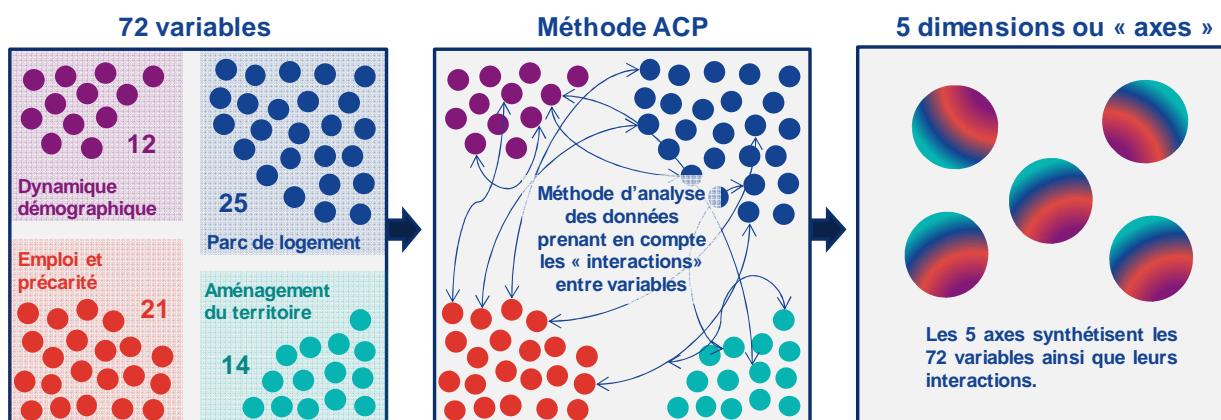 72 variables
12
Dynamique
démographique
25
Parc de logement
Emploi et
précarité
21
Aménagement
du territoire
14
Méthode ACP
Méthode d'analyse
des données
prenant en compte
les « interactions»
entre variables
5 dimensions ou « axes »
Les 5 axes synthétisent les
72 variables ainsi que leurs
interactions.